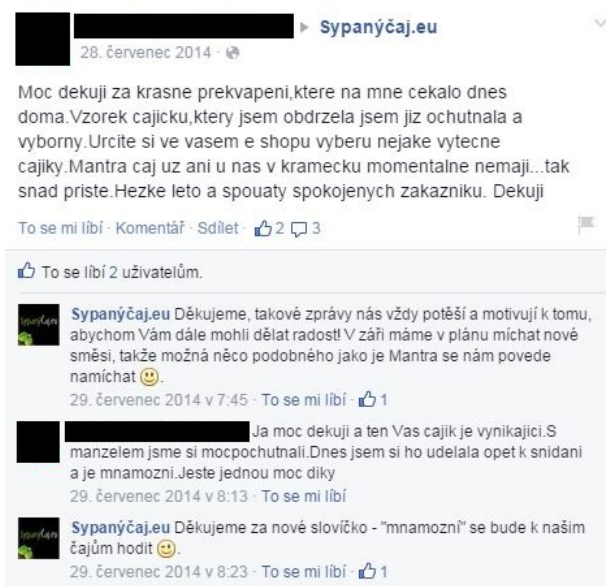 Sypanýčaj.eu
28. červenec 2014 ·
Moc dekuji za krasne prekvapeni,ktere na mne cekalo dnes
doma.Vzorek cajicku,ktery jsem obdrzela jsem jiz ochutnala a
vyborny.Urcite si ve vasem e shopu vyberu nejake vytecne
cajiky.Mantra caj uz ani u nas v kramecku momentalne nemaji...tak
snad priste.Hezke leto a spouaty spokojenych zakazniku. Dekuji
To se mi líbí · Komentář · Sdílet · 2 3
To se líbí 2 uživatelům.
Sypanýčaj.eu Děkujeme, takové zprávy nás vždy potěší a motivují k tomu,
abychom Vám dále mohli dělat radost! V září máme v plánu míchat nové
směsi, takže možná něco podobného jako je Mantra se nám povede
namíchat 🙂.
29. červenec 2014 v 7:45 · To se mi líbí · 1
Ja moc dekuji a ten Vas cajik je vynikajici.S
manzelem jsme si mocpochutnali.Dnes jsem si ho udelala opet k snidani
a je mnamozni.Jeste jednou moc diky
29. červenec 2014 v 8:13 · To se mi líbí
Sypanýčaj.eu Děkujeme za nové slovíčko - "mnamozní" se bude k našim
čajům hodit 🙂.
29. červenec 2014 v 8:23 · To se mi líbí · 1